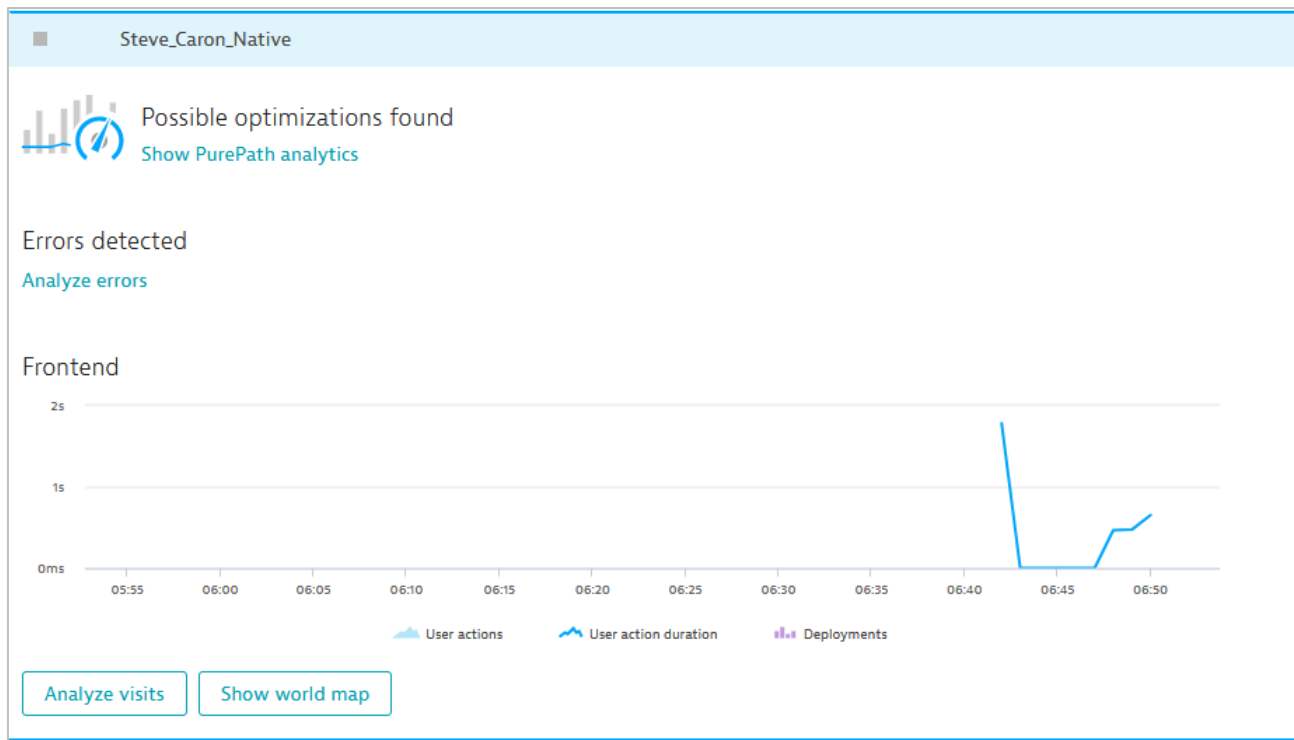 Steve_Caron_Native
Possible optimizations found
Show PurePath analytics
Errors detected
Analyze errors
Frontend
2s
1s
0ms
05:55 06:00 06:05 06:10 06:15 06:20 06:25 06:30 06:35 06:40 06:45 06:50
User actions User action duration Deployments
Analyze visits Show world map